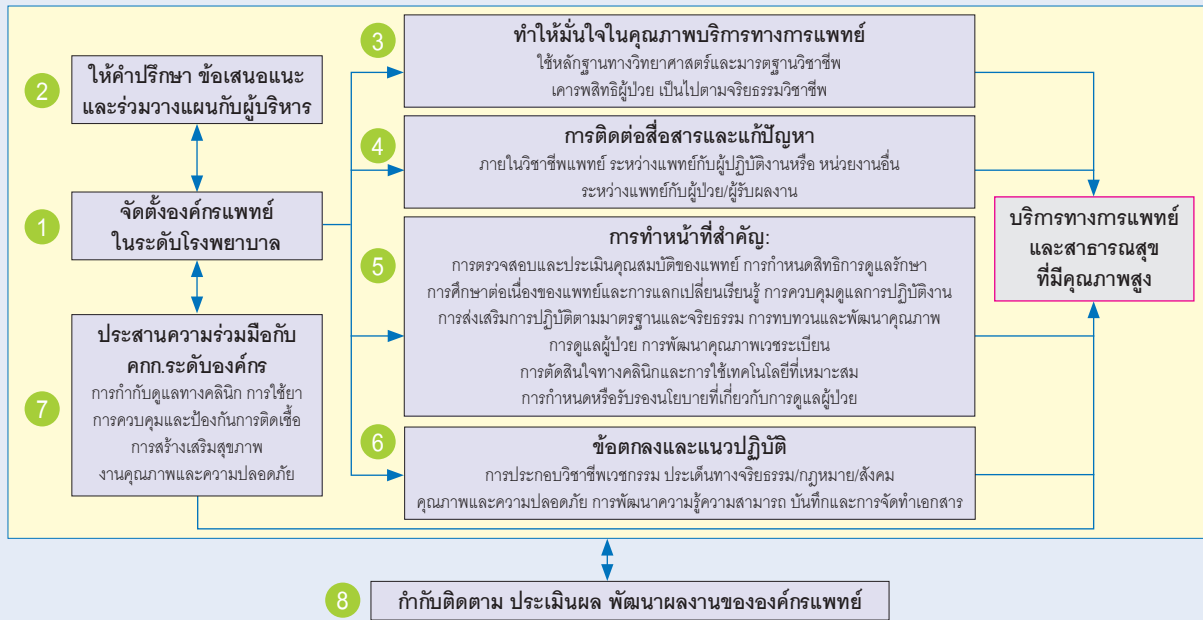 1
จัดตั้งองค์กรแพทย์
ในระดับโรงพยาบาล
2
ให้คำปรึกษา ข้อเสนอแนะ
และร่วมวางแผนกับผู้บริหาร
3
ทำให้มั่นใจในคุณภาพบริการทางการแพทย์
ใช้หลักฐานทางวิทยาศาสตร์และมารตฐานวิชาชีพ
เคารพสิทธิผู้ป่วย เป็นไปตามจริยธรรมวิชาชีพ
4
การติดต่อสื่อสารและแก้ปัญหา
ภายในวิชาชีพแพทย์ ระหว่างแพทย์กับผู้ปฏิบัติงานหรือ หน่วยงานอื่น
ระหว่างแพทย์กับผู้ป่วย/ผู้รับผลงาน
5
การทำหน้าที่สำคัญ:
การตรวจสอบและประเมินคุณสมบัติของแพทย์ การกำหนดสิทธิการดูแลรักษา
การศึกษาต่อเนื่องของแพทย์และการแลกเปลี่ยนเรียนรู้ การควบคุมดูแลการปฏิบัติงาน
การส่งเสริมการปฏิบัติตามมาตรฐานและจริยธรรม การทบทวนและพัฒนาคุณภาพ
การดูแลผู้ป่วย การพัฒนาคุณภาพเวชระเบียน
การตัดสินใจทางคลินิกและการใช้เทคโนโลยีที่เหมาะสม
การกำหนดหรือรับรองนโยบายที่เกี่ยวกับการดูแลผู้ป่วย
6
ข้อตกลงและแนวปฏิบัติ
การประกอบวิชาชีพเวชกรรม ประเด็นทางจริยธรรม/กฎหมาย/สังคม
คุณภาพและความปลอดภัย การพัฒนาความรู้ความสามารถ บันทึกและการจัดทำเอกสาร
7
ประสานความร่วมมือกับ
คกก.ระดับองค์กร
การกำกับดูแลทางคลินิก การใช้ยา
การควบคุมและป้องกันการติดเชื้อ
การสร้างเสริมสุขภาพ
งานคุณภาพและความปลอดภัย
บริการทางการแพทย์
และสาธารณสุข
ที่มีคุณภาพสูง
8
กำกับติดตาม ประเมินผล พัฒนาผลงานขององค์กรแพทย์